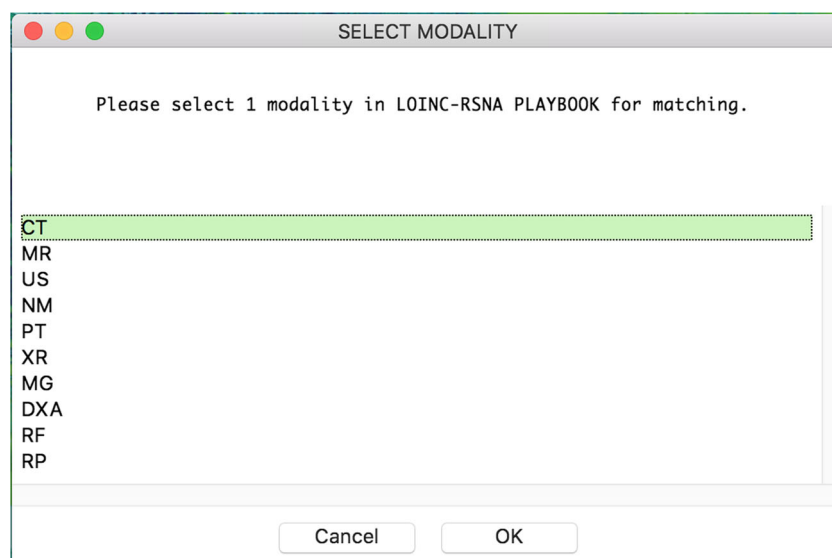 SELECT MODALITY
Please select 1 modality in LOINC-RSNA PLAYBOOK for matching.
CT
MR
US
NM
PT
XR
MG
DXA
RF
RP
Cancel OK